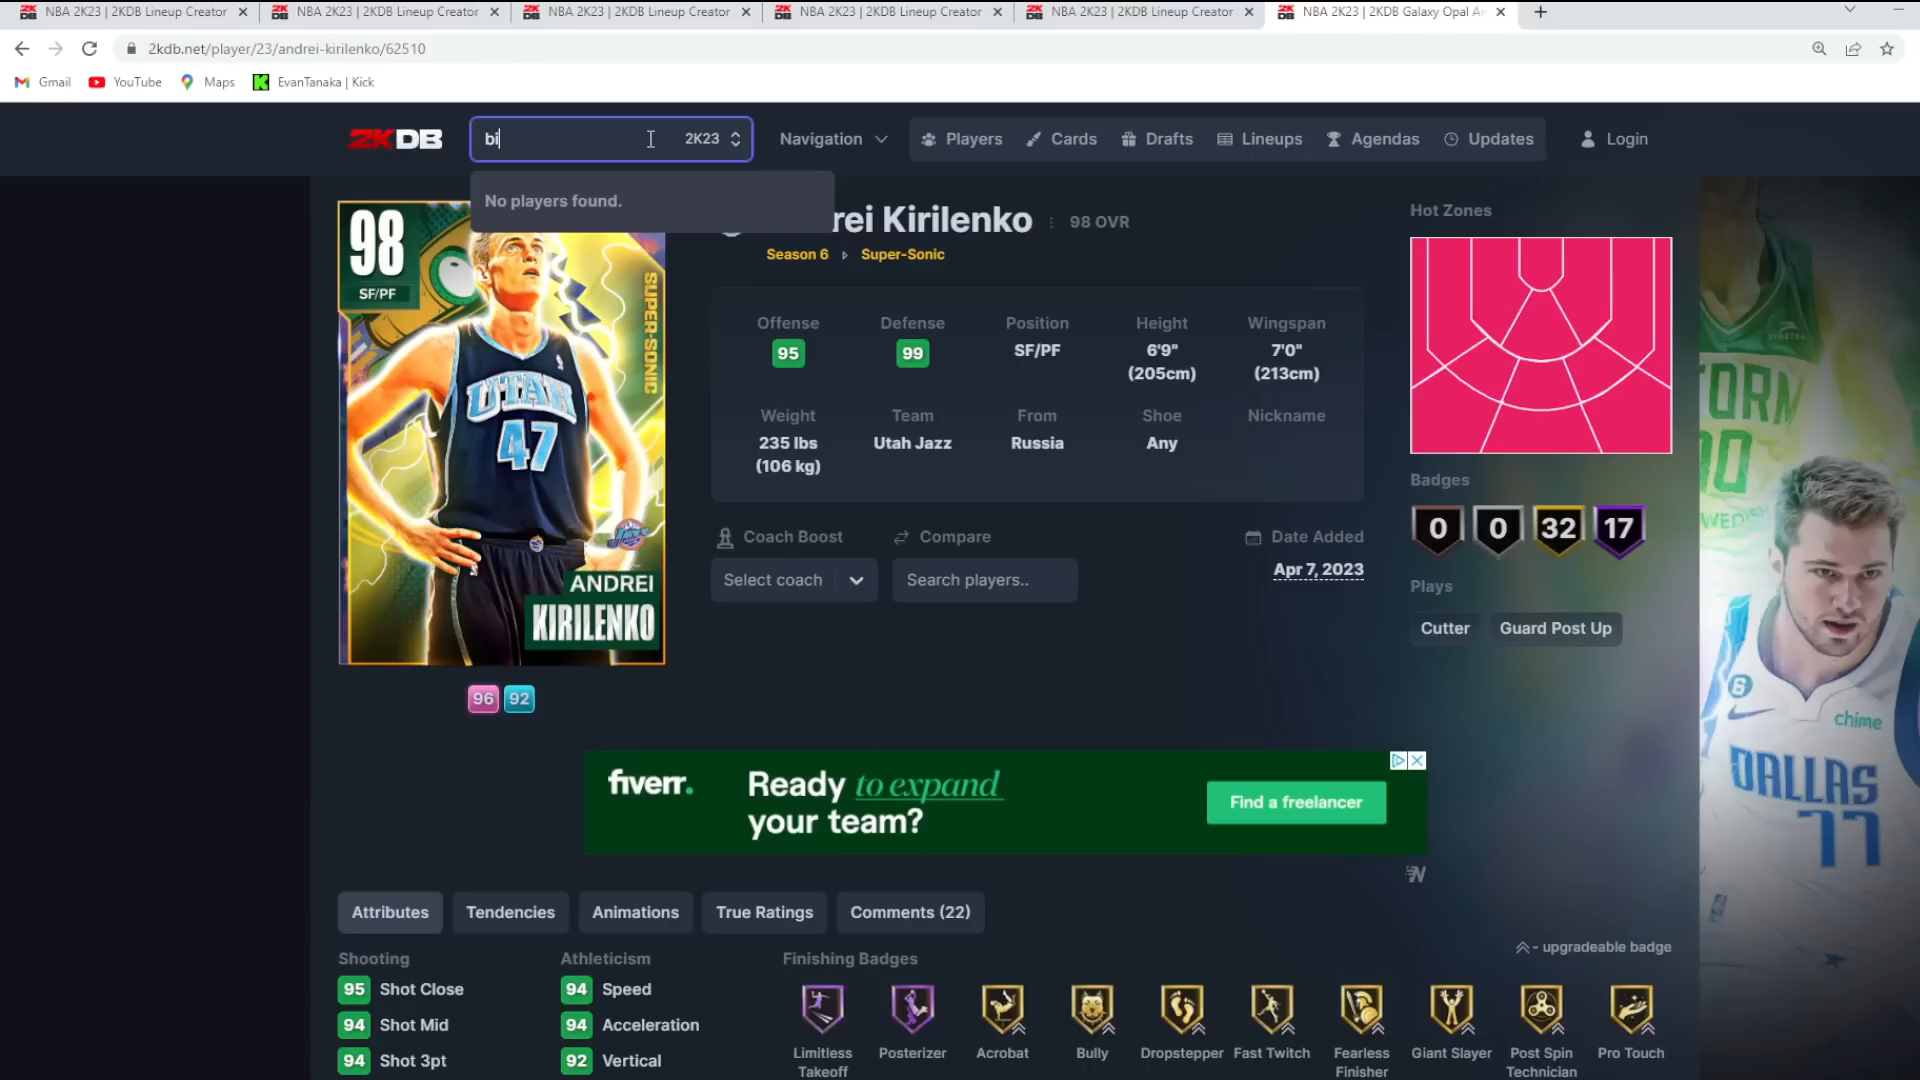 NBA 2K23 | 2KDB Lineup Creator
NBA 2K23 | 2KDB Lineup Creator
NBA 2K23 | 2KDB Lineup Creator
NBA 2K23 | 2KDB Lineup Creator
NBA 2K23 | 2KDB Lineup Creator
NBA 2K23 | 2KDB Galaxy Opal A
2kdb.net/player/23/andrei-kirilenko/62510
Gmail YouTube Maps EvanTanaka | Kick
2KDB bi 2K23 Navigation Players Cards Drafts Lineups Agendas Updates Login
No players found.
rei Kirilenko : 98 OVR
Season 6 Super-Sonic
98
SF/PF
SUPER-SONIC
UTAH
47
JAZZ
ANDREI
KIRILENKO
96 92
Offense Defense Position Height Wingspan
95 99 SF/PF 6'9" 7'0"
(205cm) (213cm)
Weight Team From Shoe Nickname
235 lbs Utah Jazz Russia Any
(106 kg)
Coach Boost Compare Date Added
Select coach Search players.. Apr 7, 2023
Hot Zones
Badges
0 0 32 17
Plays
Cutter Guard Post Up
chime
6
DALLAS
77
fiverr.
Ready to expand
your team?
Find a freelancer
Attributes Tendencies Animations True Ratings Comments (22)
- upgradeable badge
Shooting Athleticism Finishing Badges
95 Shot Close 94 Speed
94 Shot Mid 94 Acceleration
94 Shot 3pt 92 Vertical
Limitless Posterizer Acrobat Bully Dropstepper Fast Twitch Fearless Giant Slayer Post Spin Pro Touch
Takeoff Finisher Technician